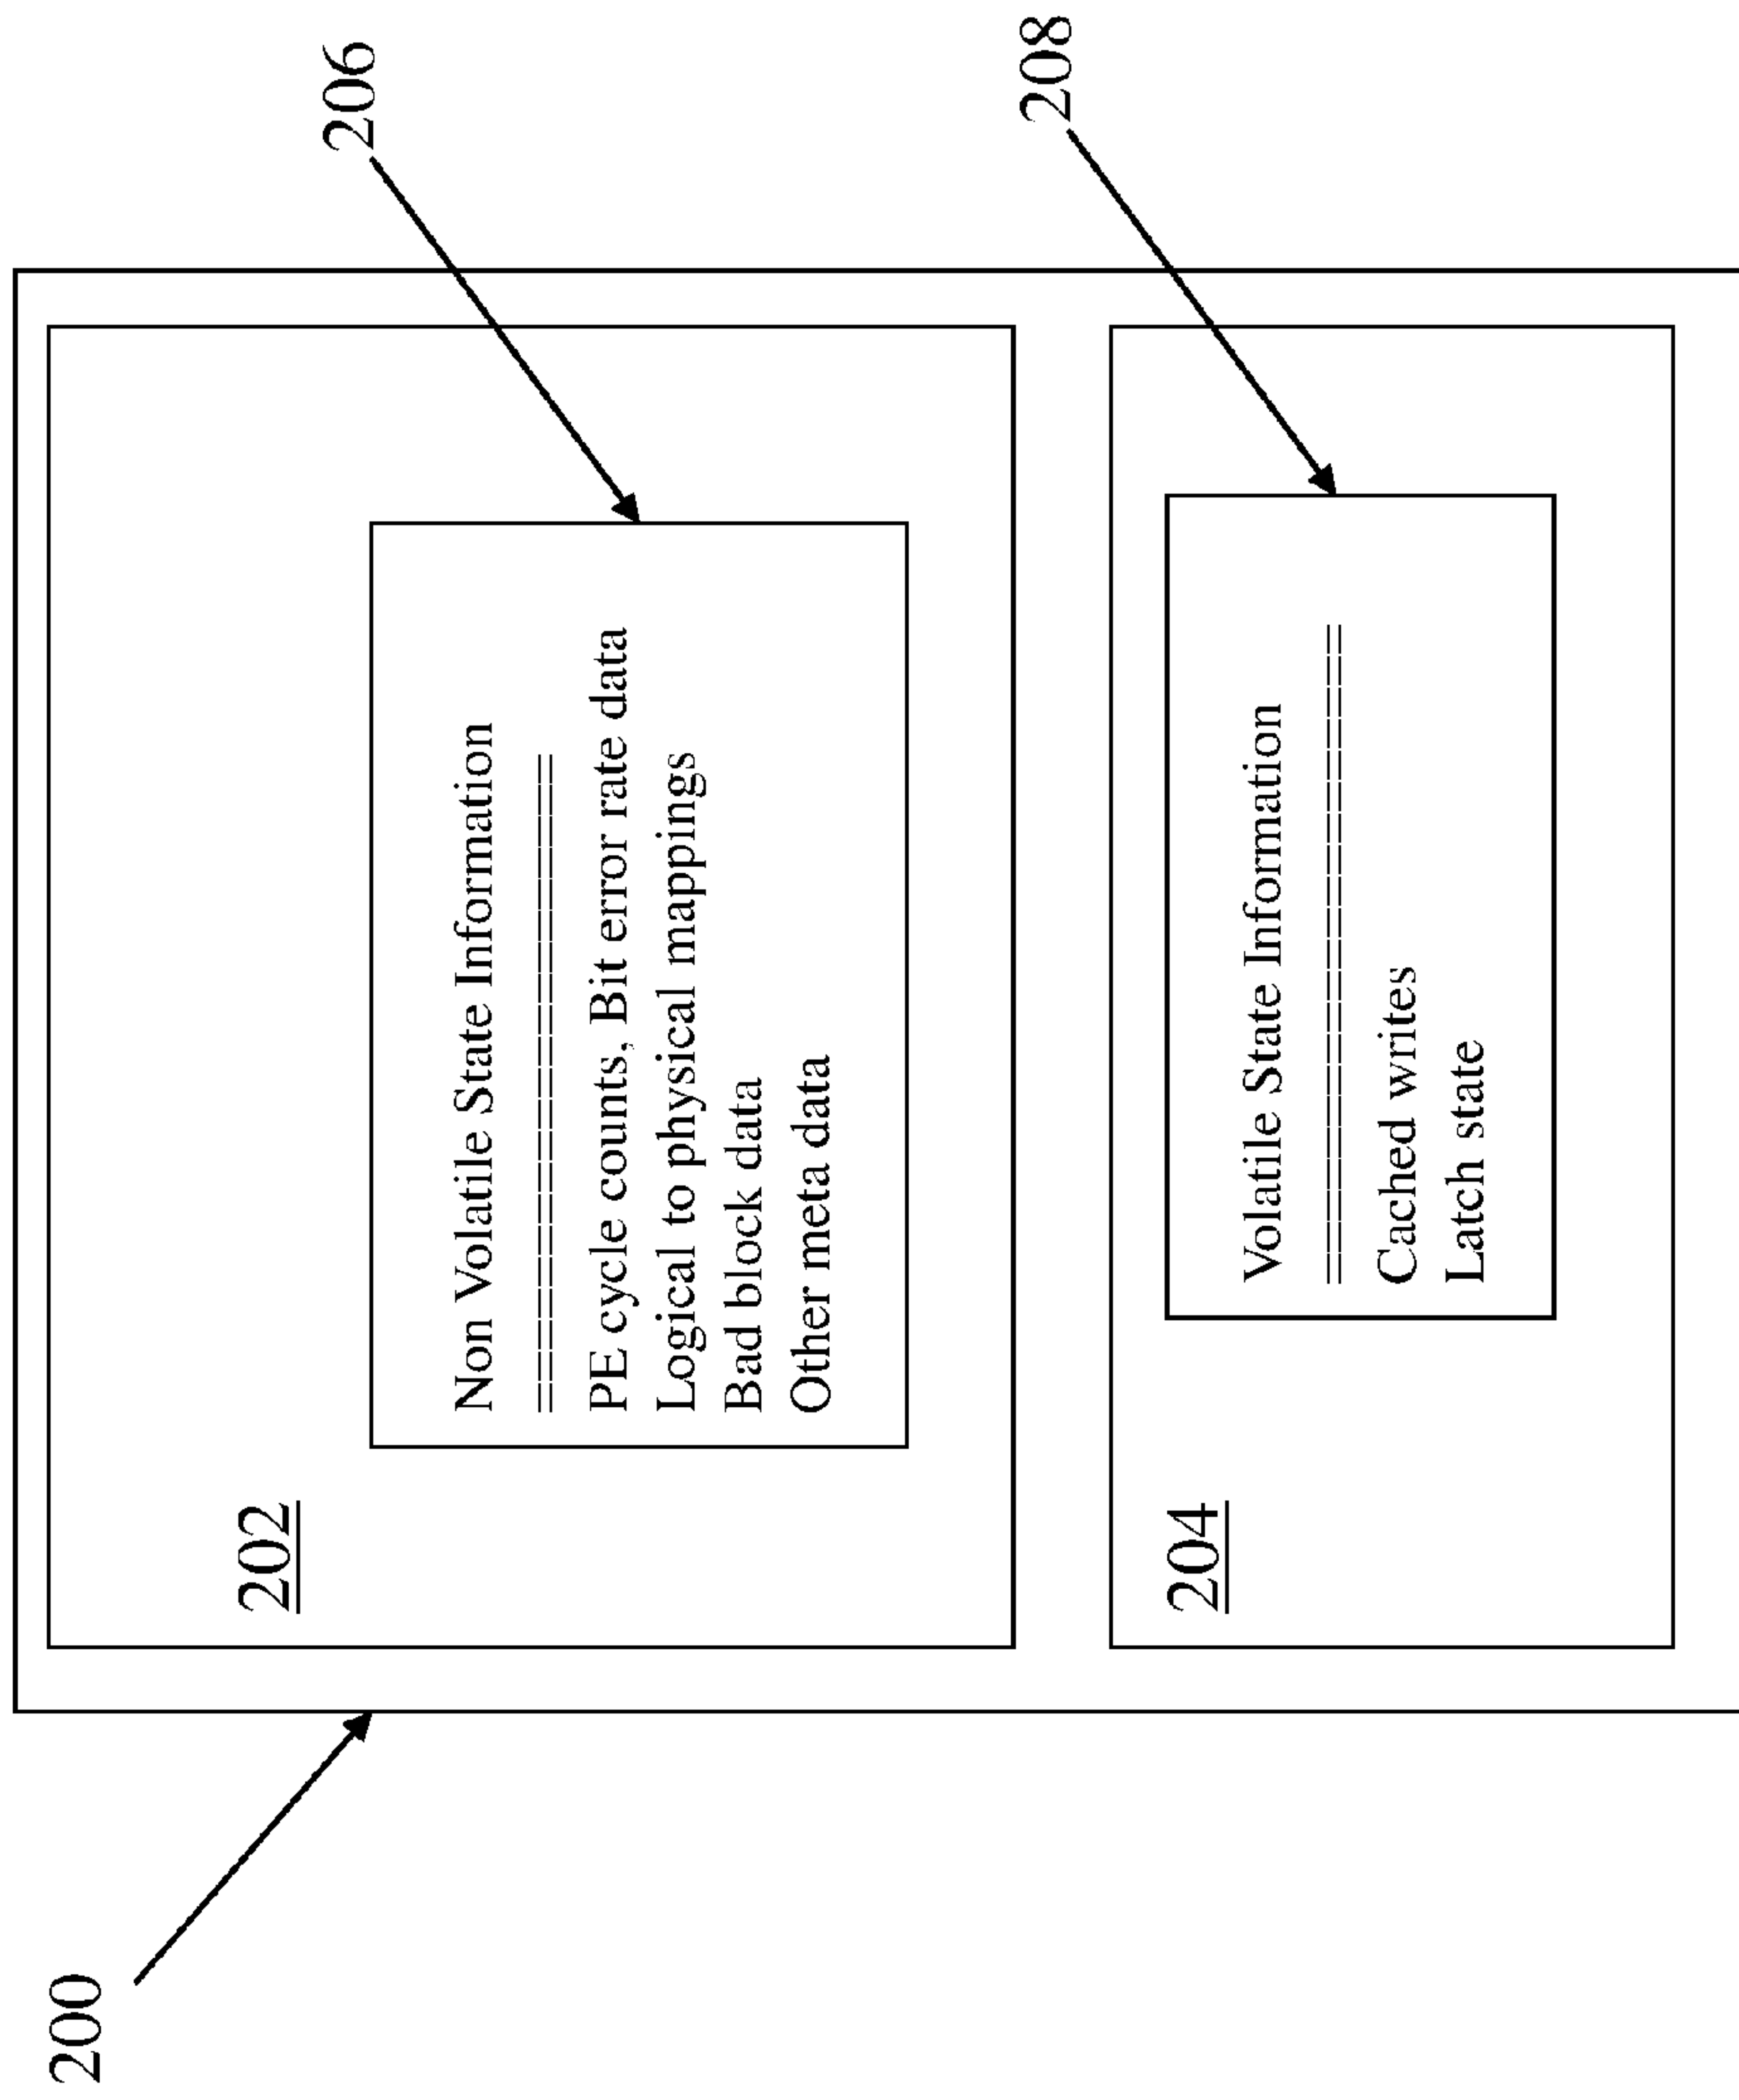 200
202
206
Non Volatile State Information
=====================
PE cycle counts, Bit error rate data
Logical to physical mappings
Bad block data
Other meta data
204
208
Volatile State Information
=====================
Cached writes
Latch state